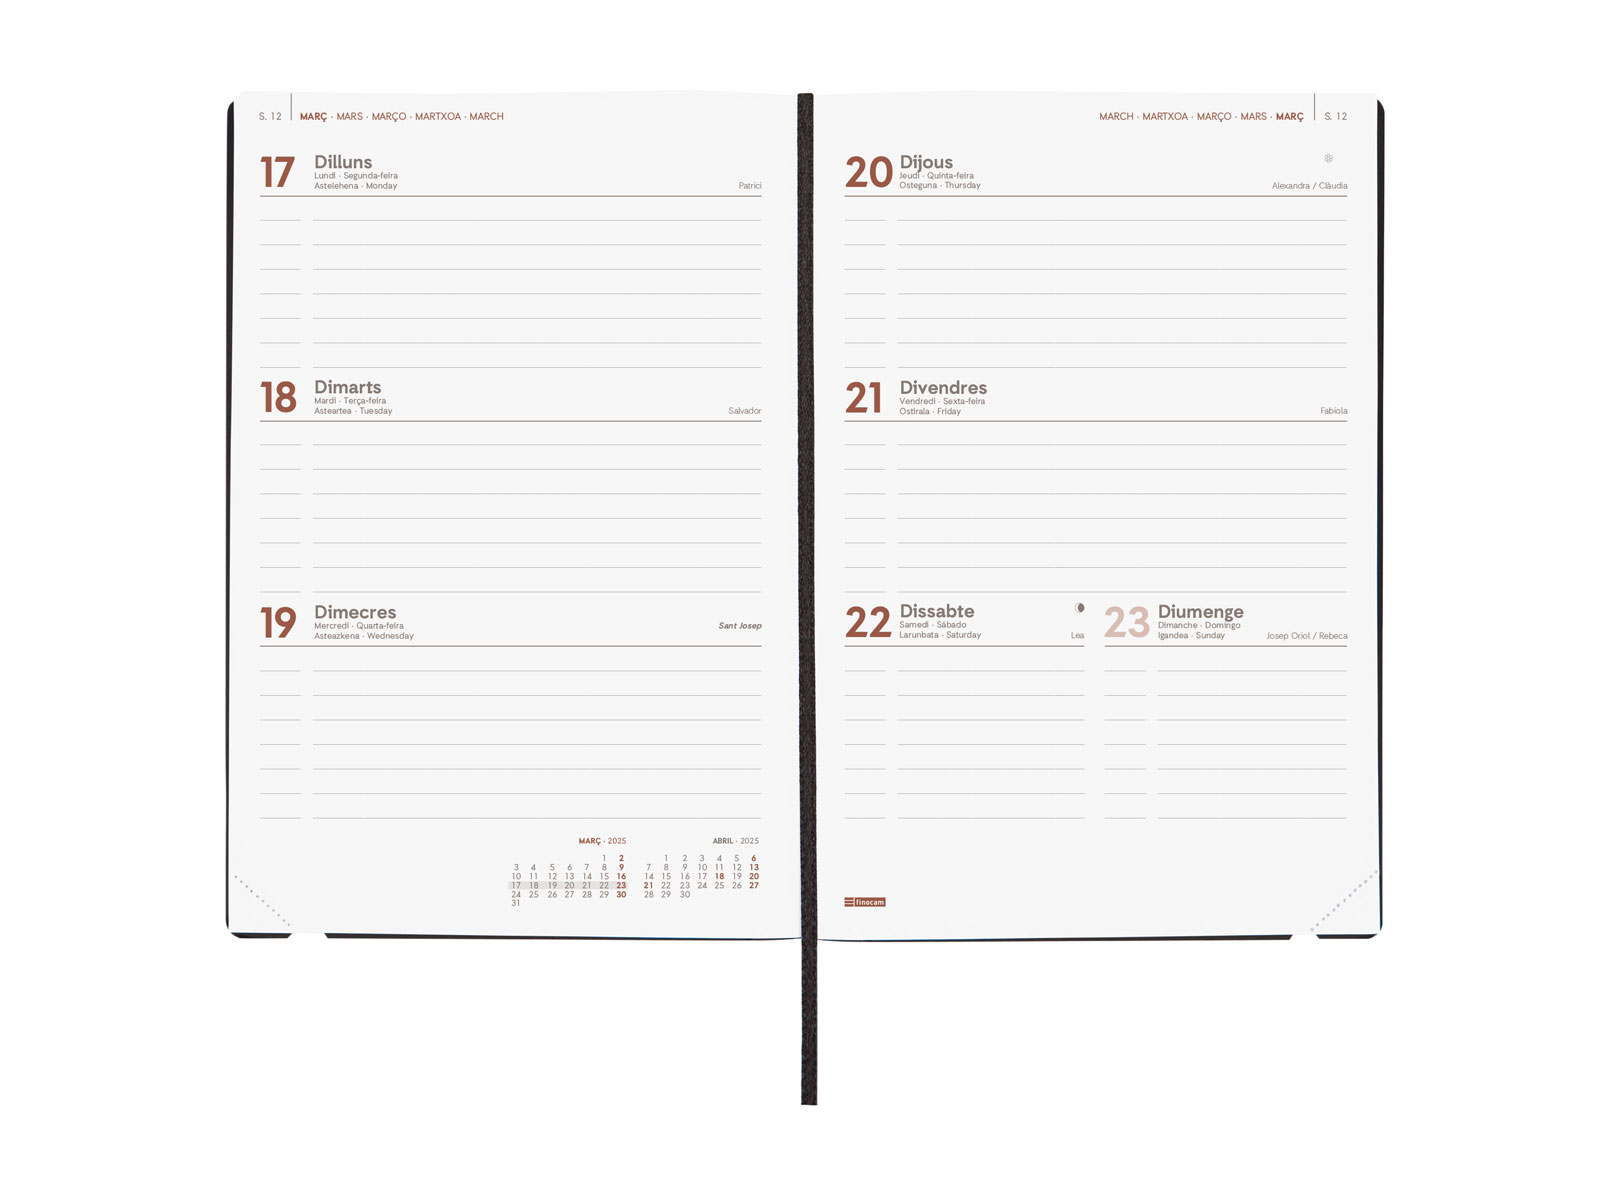 S. 12 MARÇ · MARS · MARÇO · MARTXOA · MARCH
17 Dilluns
Lundi · Segunda-feira
Astelehena · Monday
Patrici
18 Dimarts
Mardi · Terça-feira
Asteartea · Tuesday
Salvador
19 Dimecres
Mercredi · Quarta-feira
Asteazkena · Wednesday
Sant Josep
MARÇ · 2025
1 2
3 4 5 6 7 8 9
10 11 12 13 14 15 16
17 18 19 20 21 22 23
24 25 26 27 28 29 30
31
ABRIL · 2025
1 2 3 4 5 6
7 8 9 10 11 12 13
14 15 16 17 18 19 20
21 22 23 24 25 26 27
28 29 30
MARCH · MARTXOA · MARÇO · MARS · MARÇ S. 12
20 Dijous
Jeudi · Quinta-feira
Osteguna · Thursday
Alexandra / Clàudia
21 Divendres
Vendredi · Sexta-feira
Ostirala · Friday
Fabiola
22 Dissabte
Samedi · Sábado
Larunbata · Saturday
Lea
23 Diumenge
Dimanche · Domingo
Igandea · Sunday
Josep Oriol / Rebeca
finocam